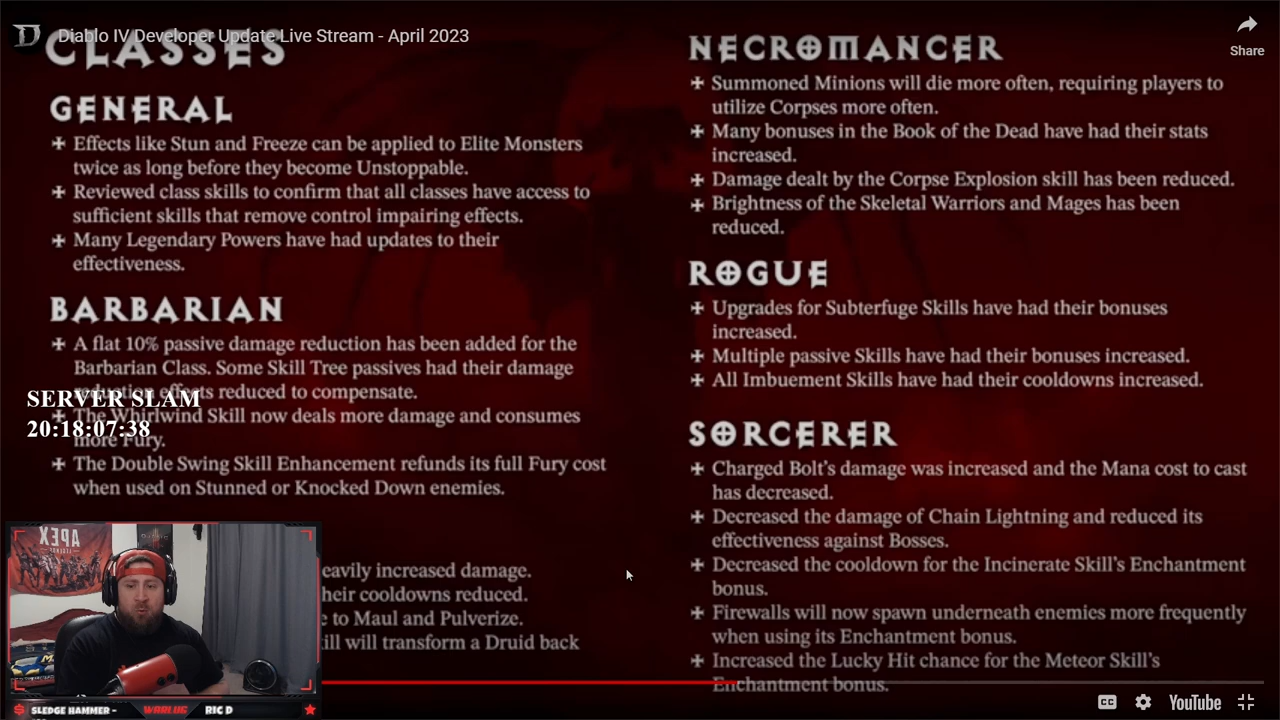 Diablo IV Developer Update Live Stream - April 2023
Share
CLASSES
GENERAL
Effects like Stun and Freeze can be applied to Elite Monsters
twice as long before they become Unstoppable.
Reviewed class skills to confirm that all classes have access to
sufficient skills that remove control impairing effects.
Many Legendary Powers have had updates to their
effectiveness.
BARBARIAN
A flat 10% passive damage reduction has been added for the
Barbarian Class. Some Skill Tree passives had their damage
reduction effects reduced to compensate.
The Whirlwind Skill now deals more damage and consumes
more Fury.
The Double Swing Skill Enhancement refunds its full Fury cost
when used on Stunned or Knocked Down enemies.
SERVER SLAM
20:18:07:38
eavily increased damage.
heir cooldowns reduced.
e to Maul and Pulverize.
ill will transform a Druid back
NECROMANCER
Summoned Minions will die more often, requiring players to
utilize Corpses more often.
Many bonuses in the Book of the Dead have had their stats
increased.
Damage dealt by the Corpse Explosion skill has been reduced.
Brightness of the Skeletal Warriors and Mages has been
reduced.
ROGUE
Upgrades for Subterfuge Skills have had their bonuses
increased.
Multiple passive Skills have had their bonuses increased.
All Imbuement Skills have had their cooldowns increased.
SORCERER
Charged Bolt's damage was increased and the Mana cost to cast
has decreased.
Decreased the damage of Chain Lightning and reduced its
effectiveness against Bosses.
Decreased the cooldown for the Incinerate Skill's Enchantment
bonus.
Firewalls will now spawn underneath enemies more frequently
when using its Enchantment bonus.
Increased the Lucky Hit chance for the Meteor Skill's
Enchantment bonus.
APEX
SLEDGE HAMMER -
WARLUG
RIC D
CC
YouTube